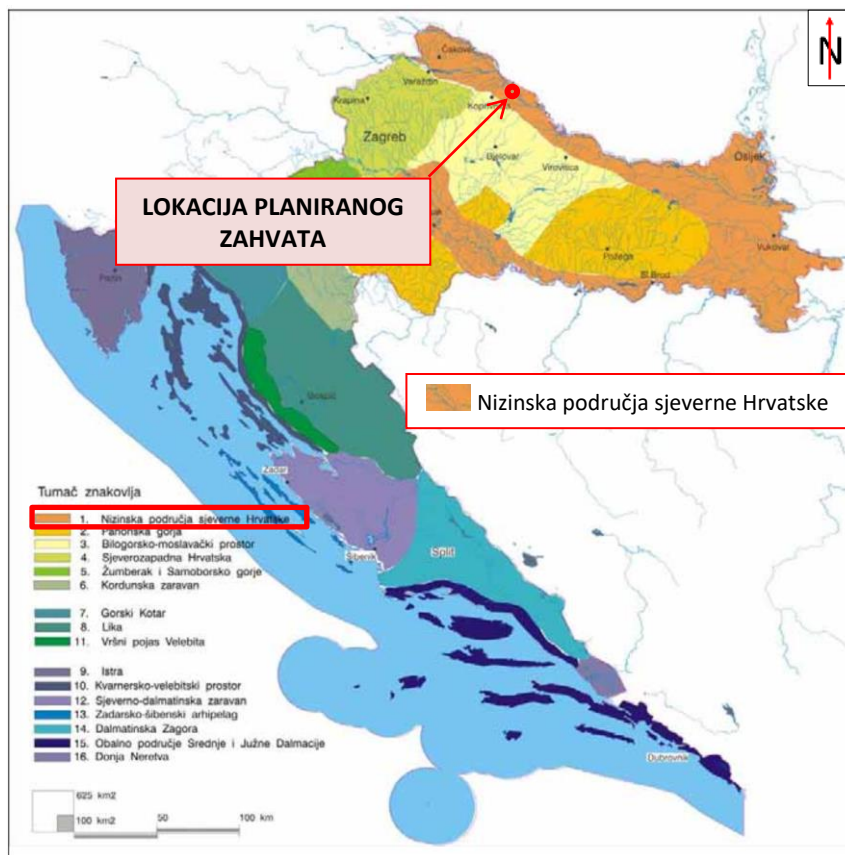 N
Čakovec
Varaždin
Krapina
Zagreb
Bjelovar
Virovitica
Osijek
LOKACIJA PLANIRANOG
ZAHVATA
Požega
Sl. Brod
Vukovar
Pazin
Gospić
Nizinska područja sjeverne Hrvatske
Zadar
Šibenik
Split
Dubrovnik
Tumač znakovlja
1. Nizinska područja sjeverne Hrvatske
2. Panonska gorja
3. Bilogorsko-moslavački prostor
4. Sjeverozapadna Hrvatska
5. Žumberak i Samoborsko gorje
6. Kordunska zaravan
7. Gorski Kotar
8. Lika
11. Vršni pojas Velebita
9. Istra
10. Kvarnersko-velebitski prostor
12. Sjeverno-dalmatinska zaravan
13. Zadarsko-šibenski arhipelag
14. Dalmatinska Zagora
15. Obalno područje Srednje i Južne Dalmacije
16. Donja Neretva
625 km2
100 km2
50
100 km